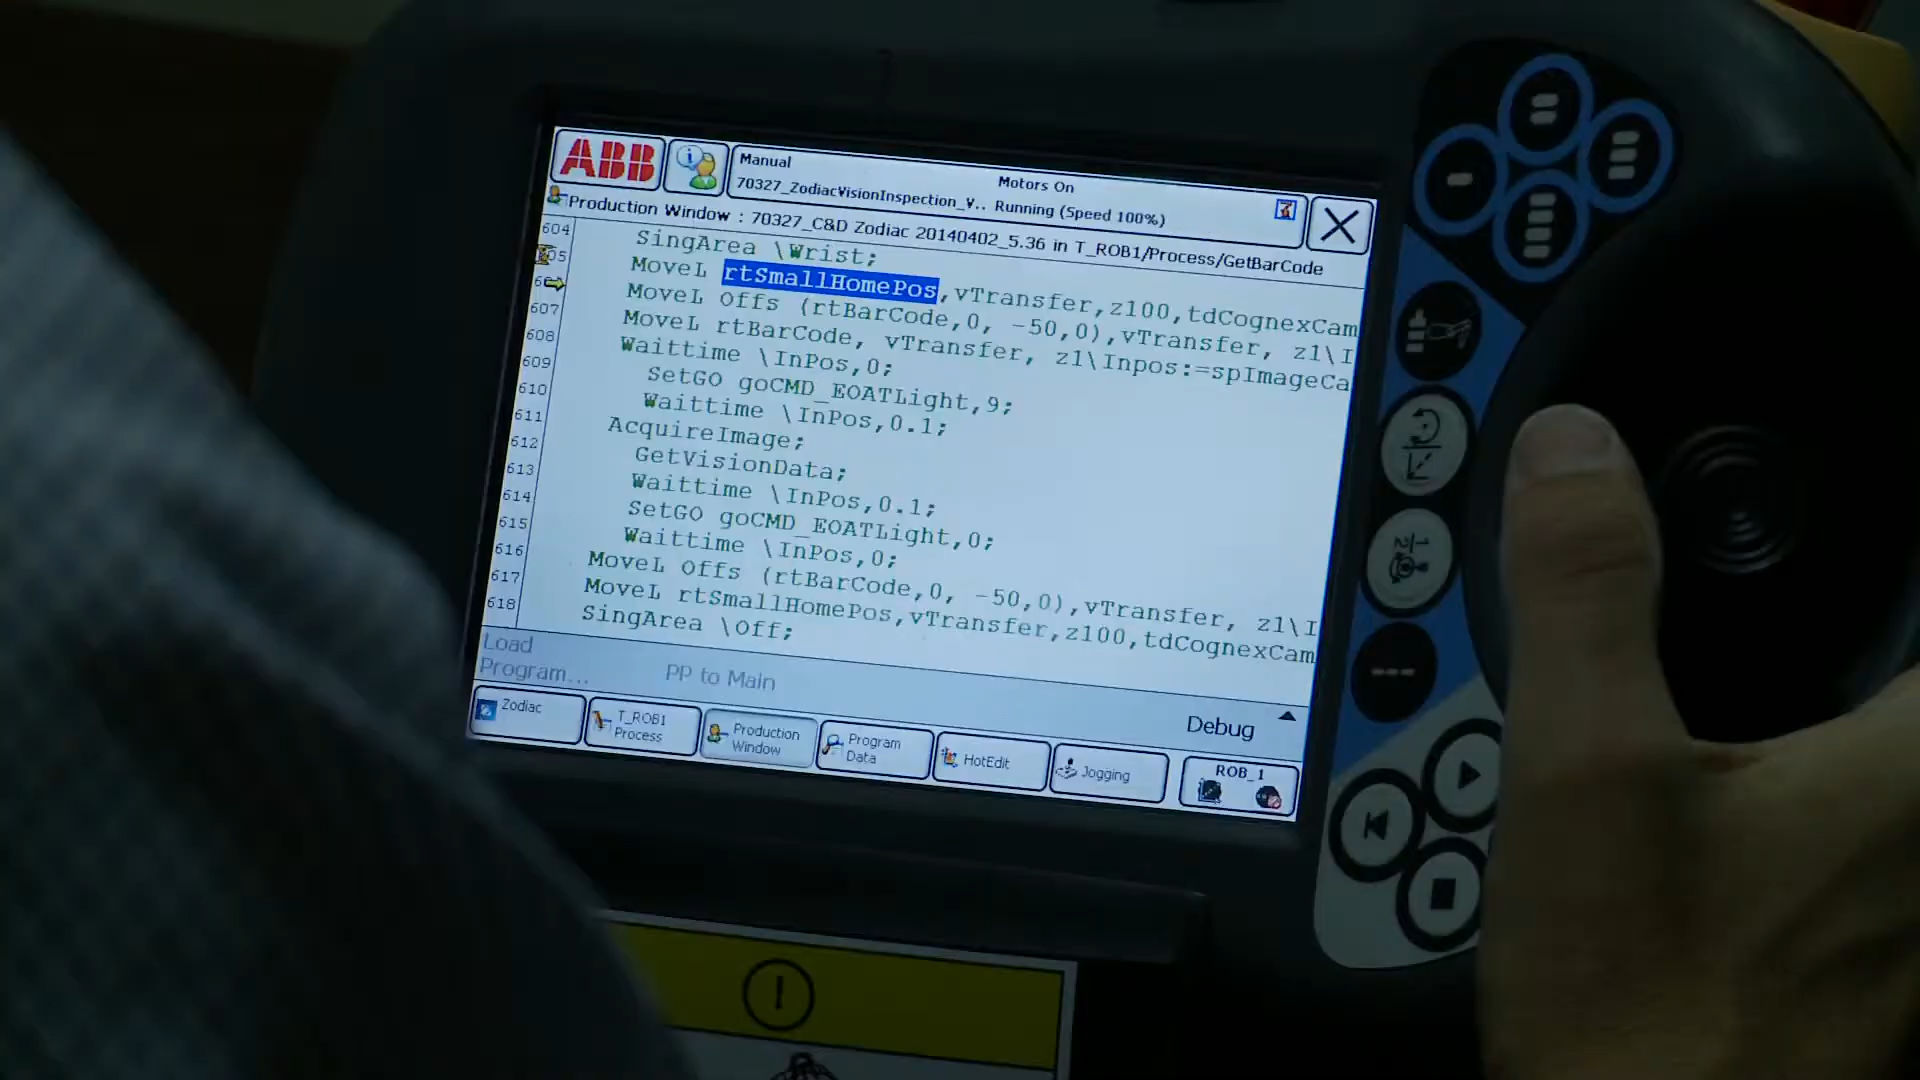 ABB
Manual
Motors On
70327_ZodiacVisionInspection_V.. Running (Speed 100%)
Production Window : 70327_C&D Zodiac 20140402_5.36 in T_ROB1/Process/GetBarCode
604 SingArea \Wrist;
MoveL rtSmallHomePos,vTransfer,z100,tdCognexCam
MoveL Offs (rtBarCode,0, -50,0),vTransfer, z1\I
607 MoveL rtBarCode, vTransfer, z1\Inpos:=spImageCa
608 Waittime \InPos,0;
609 SetGO goCMD_EOATLight,9;
610 Waittime \InPos,0.1;
611 AcquireImage;
612 GetVisionData;
613 Waittime \InPos,0.1;
614 SetGO goCMD_EOATLight,0;
615 Waittime \InPos,0;
616 MoveL Offs (rtBarCode,0, -50,0),vTransfer, z1\I
617 MoveL rtSmallHomePos,vTransfer,z100,tdCognexCam
618 SingArea \Off;
Load
Program...
PP to Main
Debug
Zodiac
T_ROB1
Process
Production
Window
Program
Data
HotEdit
Jogging
ROB_1